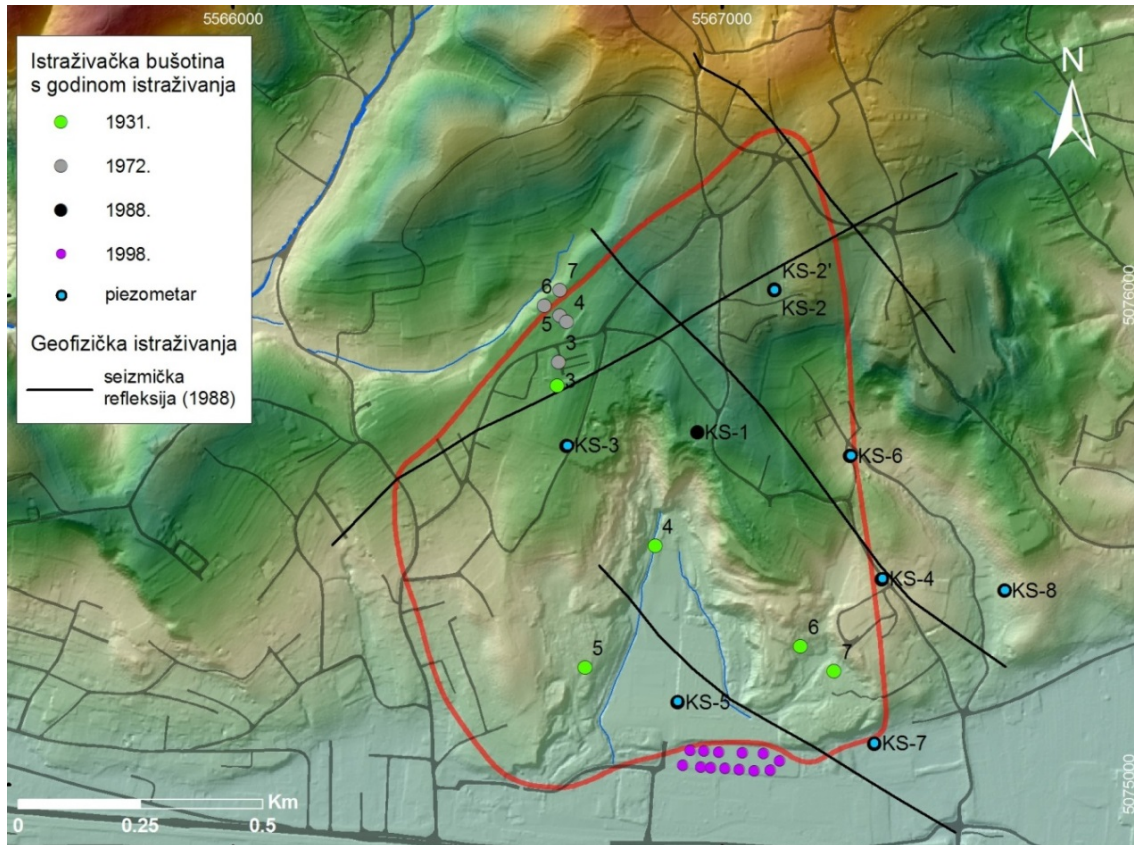 5566000
5567000
Istraživačka bušotina
s godinom istraživanja
1931.
1972.
1988.
1998.
piezometar
Geofizička istraživanja
seizmička
refleksija (1988)
N
5076000
5075000
7
6
4
5
3
3
KS-2'
KS-2
KS-1
KS-3
KS-6
4
KS-4
KS-8
6
5
7
KS-5
KS-7
Km
0
0.25
0.5